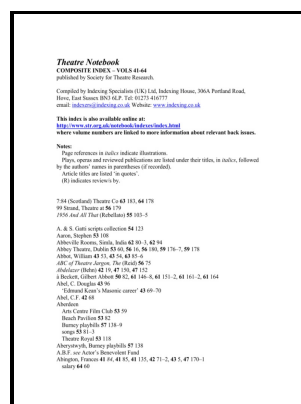 Theatre Notebook
COMPOSITE INDEX – VOLS 41-64
published by Society for Theatre Research.
Compiled by Indexing Specialists (UK) Ltd, Indexing House, 306A Portland Road,
Hove, East Sussex BN3 5LP. Tel: 01273 416777
email: indexers@indexing.co.uk Website: www.indexing.co.uk
This index is also available online at:
http://www.str.org.uk/notebook/indexes/index.html
where volume numbers are linked to more information about relevant back issues.
Notes:
Page references in italics indicate illustrations.
Plays, operas and reviewed publications are listed under their titles, in italics, followed
by the authors' names in parentheses (if recorded).
Article titles are listed 'in quotes'.
(R) indicates review/s by.
7:84 (Scotland) Theatre Co 63 183, 64 178
99 Strand, Theatre at 56 179
1956 And All That (Rebellato) 55 103–5
A. & S. Gatti scripts collection 54 123
Aaron, Stephen 53 108
Abbeville Rooms, Simla, India 62 80–3, 62 94
Abbey Theatre, Dublin 53 60, 56 16, 56 180, 59 176–7, 59 178
Abbot, William 43 53, 43 54, 63 85–6
ABC of Theatre Jargon, The (Reid) 56 75
Abdelazer (Behn) 42 19, 47 150, 47 152
à Beckett, Gilbert Abbott 50 82, 61 146–8, 61 151–2, 61 161–2, 61 164
Abel, C. Douglas 43 96
'Edmund Kean's Masonic career' 43 69–70
Abel, C.F. 42 68
Aberdeen
Arts Centre Film Club 53 59
Beach Pavilion 53 82
Burney playbills 57 138–9
songs 53 81–3
Theatre Royal 53 118
Aberystwyth, Burney playbills 57 138
A.B.F. see Actor's Benevolent Fund
Abington, Frances 41 84, 41 85, 41 135, 42 71–2, 43 5, 47 170–1
salary 64 60